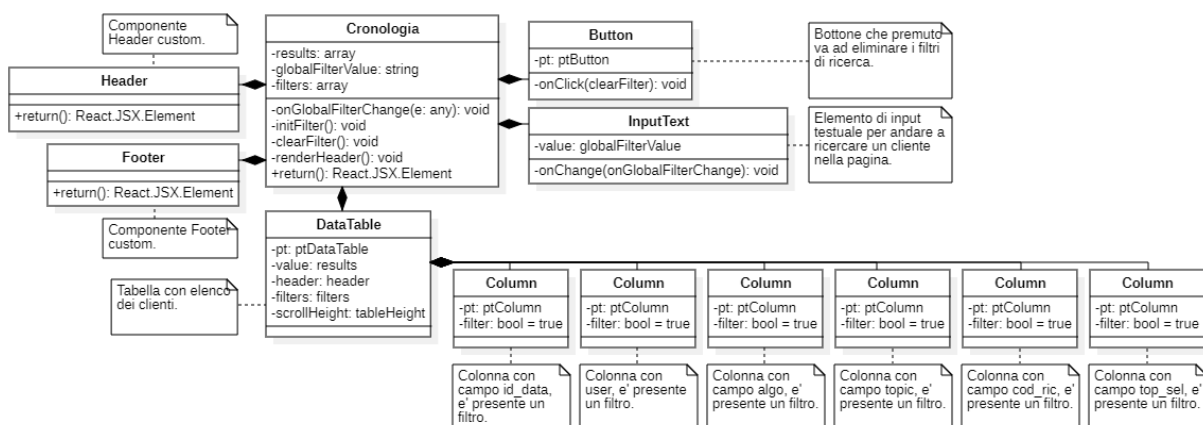 Componente
Header custom.
Header
+return(): React.JSX.Element
Footer
+return(): React.JSX.Element
Componente Footer
custom.
Cronologia
-results: array
-globalFilterValue: string
-filters: array
-onGlobalFilterChange(e: any): void
-initFilter(): void
-clearFilter(): void
-renderHeader(): void
+return(): React.JSX.Element
Button
-pt: ptButton
-onClick(clearFilter): void
Bottone che premuto
va ad eliminare i filtri
di ricerca.
InputText
-value: globalFilterValue
-onChange(onGlobalFilterChange): void
Elemento di input
testuale per andare a
ricercare un cliente
nella pagina.
DataTable
-pt: ptDataTable
-value: results
-header: header
-filters: filters
-scrollHeight: tableHeight
Tabella con elenco
dei clienti.
Column
-pt: ptColumn
-filter: bool = true
Column
-pt: ptColumn
-filter: bool = true
Column
-pt: ptColumn
-filter: bool = true
Column
-pt: ptColumn
-filter: bool = true
Column
-pt: ptColumn
-filter: bool = true
Column
-pt: ptColumn
-filter: bool = true
Colonna con
campo id_data,
e' presente un
filtro.
Colonna con
user, e' presente
un filtro.
Colonna con
campo algo, e'
presente un filtro.
Colonna con
campo topic, e'
presente un filtro.
Colonna con
campo cod_ric, e'
presente un filtro.
Colonna con
campo top_sel, e'
presente un filtro.